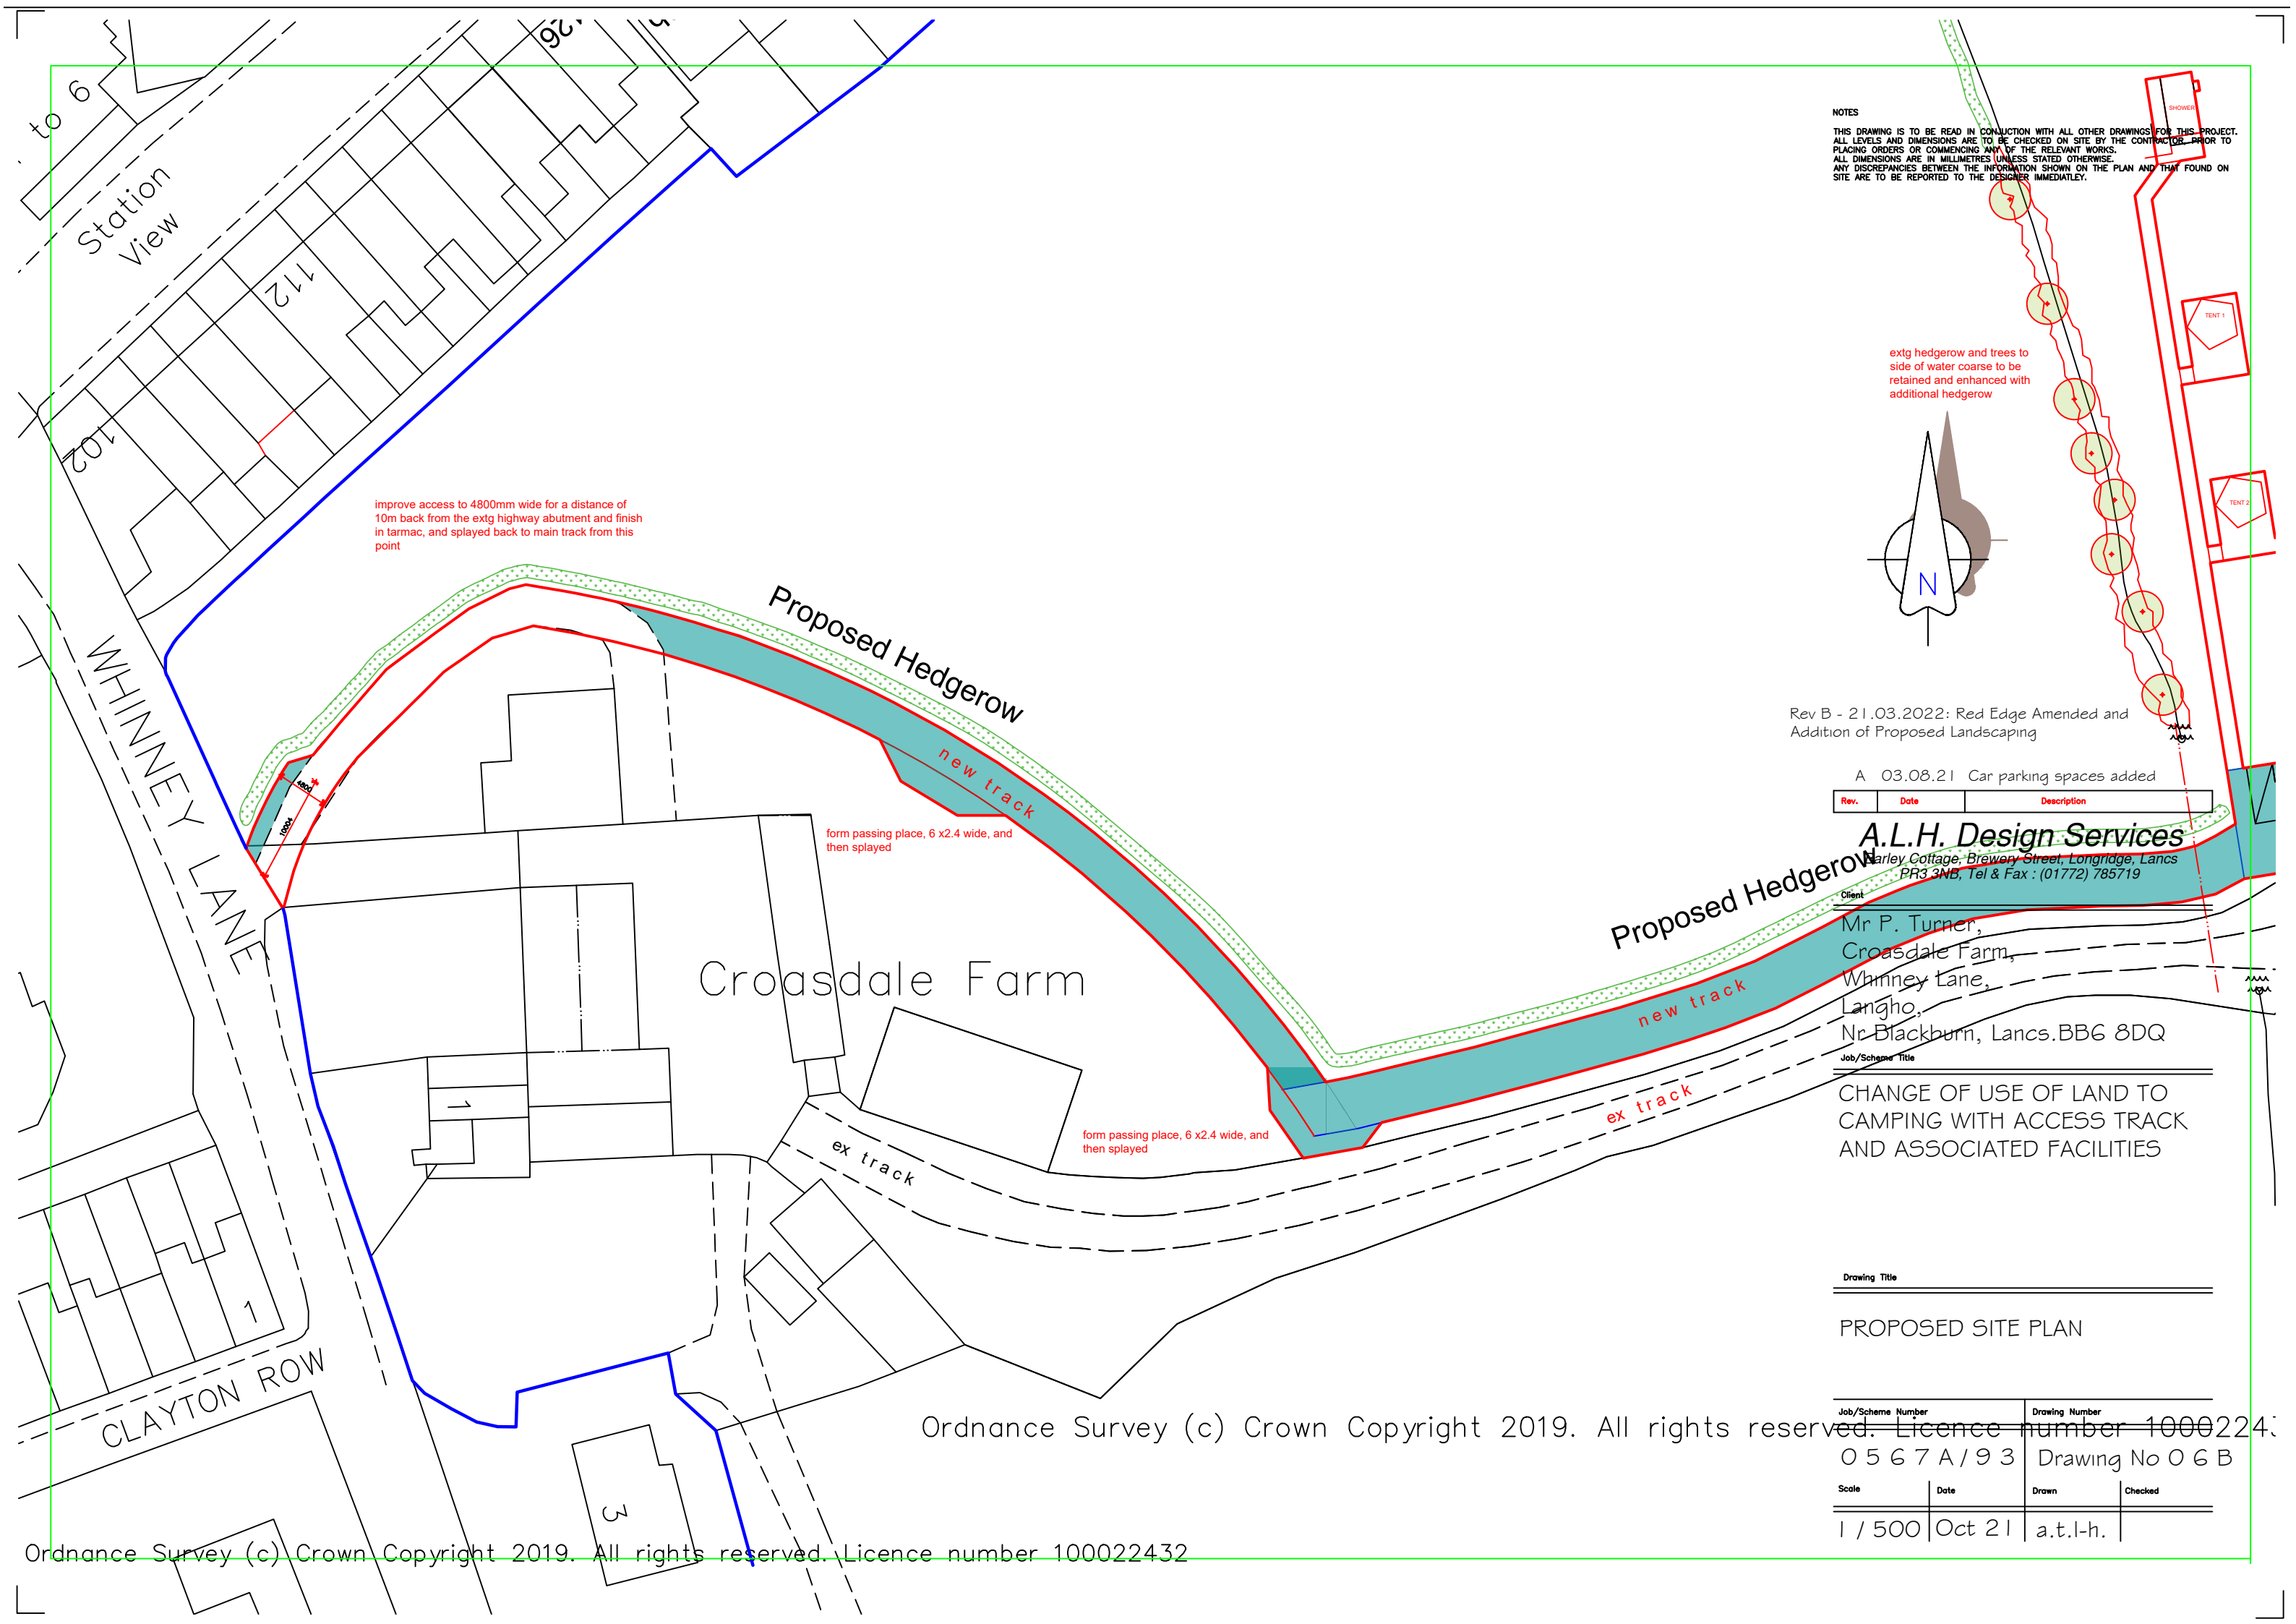 to 6
Station
View
126
112
102
NOTES
THIS DRAWING IS TO BE READ IN CONJUCTION WITH ALL OTHER DRAWINGS FOR THIS PROJECT.
ALL LEVELS AND DIMENSIONS ARE TO BE CHECKED ON SITE BY THE CONTRACTOR, PRIOR TO
PLACING ORDERS OR COMMENCING ANY OF THE RELEVANT WORKS.
ALL DIMENSIONS ARE IN MILLIMETRES UNLESS STATED OTHERWISE.
ANY DISCREPANCIES BETWEEN THE INFORMATION SHOWN ON THE PLAN AND THAT FOUND ON
SITE ARE TO BE REPORTED TO THE DESIGNER IMMEDIATLEY.
SHOWER
TENT 1
TENT 2
extg hedgerow and trees to
side of water coarse to be
retained and enhanced with
additional hedgerow
N
improve access to 4800mm wide for a distance of
10m back from the extg highway abutment and finish
in tarmac, and splayed back to main track from this
point
Proposed Hedgerow
WHINNEY LANE
4800
10004
new track
form passing place, 6 x2.4 wide, and
then splayed
Croasdale Farm
1
ex track
form passing place, 6 x2.4 wide, and
then splayed
Proposed Hedgerow
new track
ex track
1
CLAYTON ROW
3
Rev B - 21.03.2022: Red Edge Amended and
Addition of Proposed Landscaping
A 03.08.21 Car parking spaces added
Rev. Date Description
A.L.H. Design Services
Barley Cottage, Brewery Street, Longridge, Lancs
PR3 3NB, Tel & Fax : (01772) 785719
Client
Mr P. Turner,
Croasdale Farm,
Whinney Lane,
Langho,
Nr Blackburn, Lancs.BB6 8DQ
Job/Scheme Title
CHANGE OF USE OF LAND TO
CAMPING WITH ACCESS TRACK
AND ASSOCIATED FACILITIES
Drawing Title
PROPOSED SITE PLAN
Job/Scheme Number Drawing Number
Ordnance Survey (c) Crown Copyright 2019. All rights reserved. Licence number
0567A/93 Drawing No 06B
Scale Date Drawn Checked
1/500 Oct 21 a.t.l-h.
Ordnance Survey (c) Crown Copyright 2019. All rights reserved. Licence number 100022432